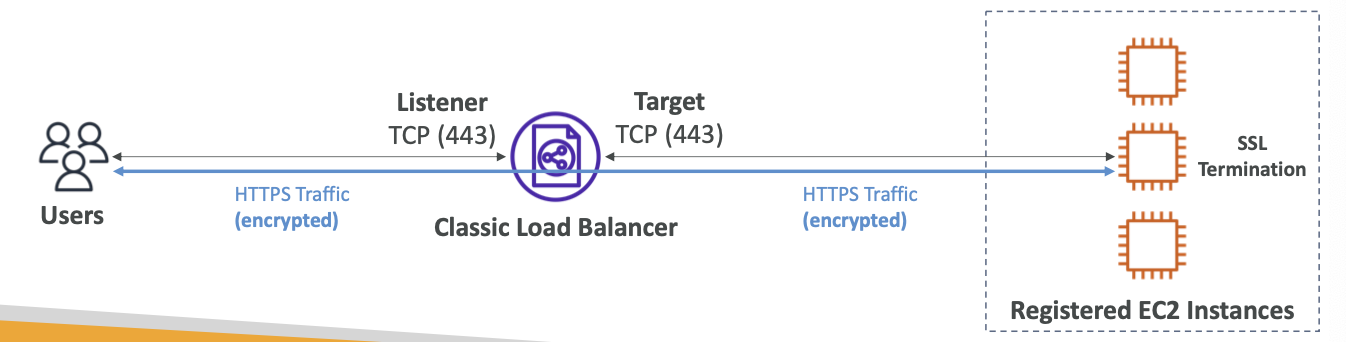 Listener
TCP (443)
Target
TCP (443)
Users
HTTPS Traffic
(encrypted)
Classic Load Balancer
HTTPS Traffic
(encrypted)
SSL
Termination
Registered EC2 Instances